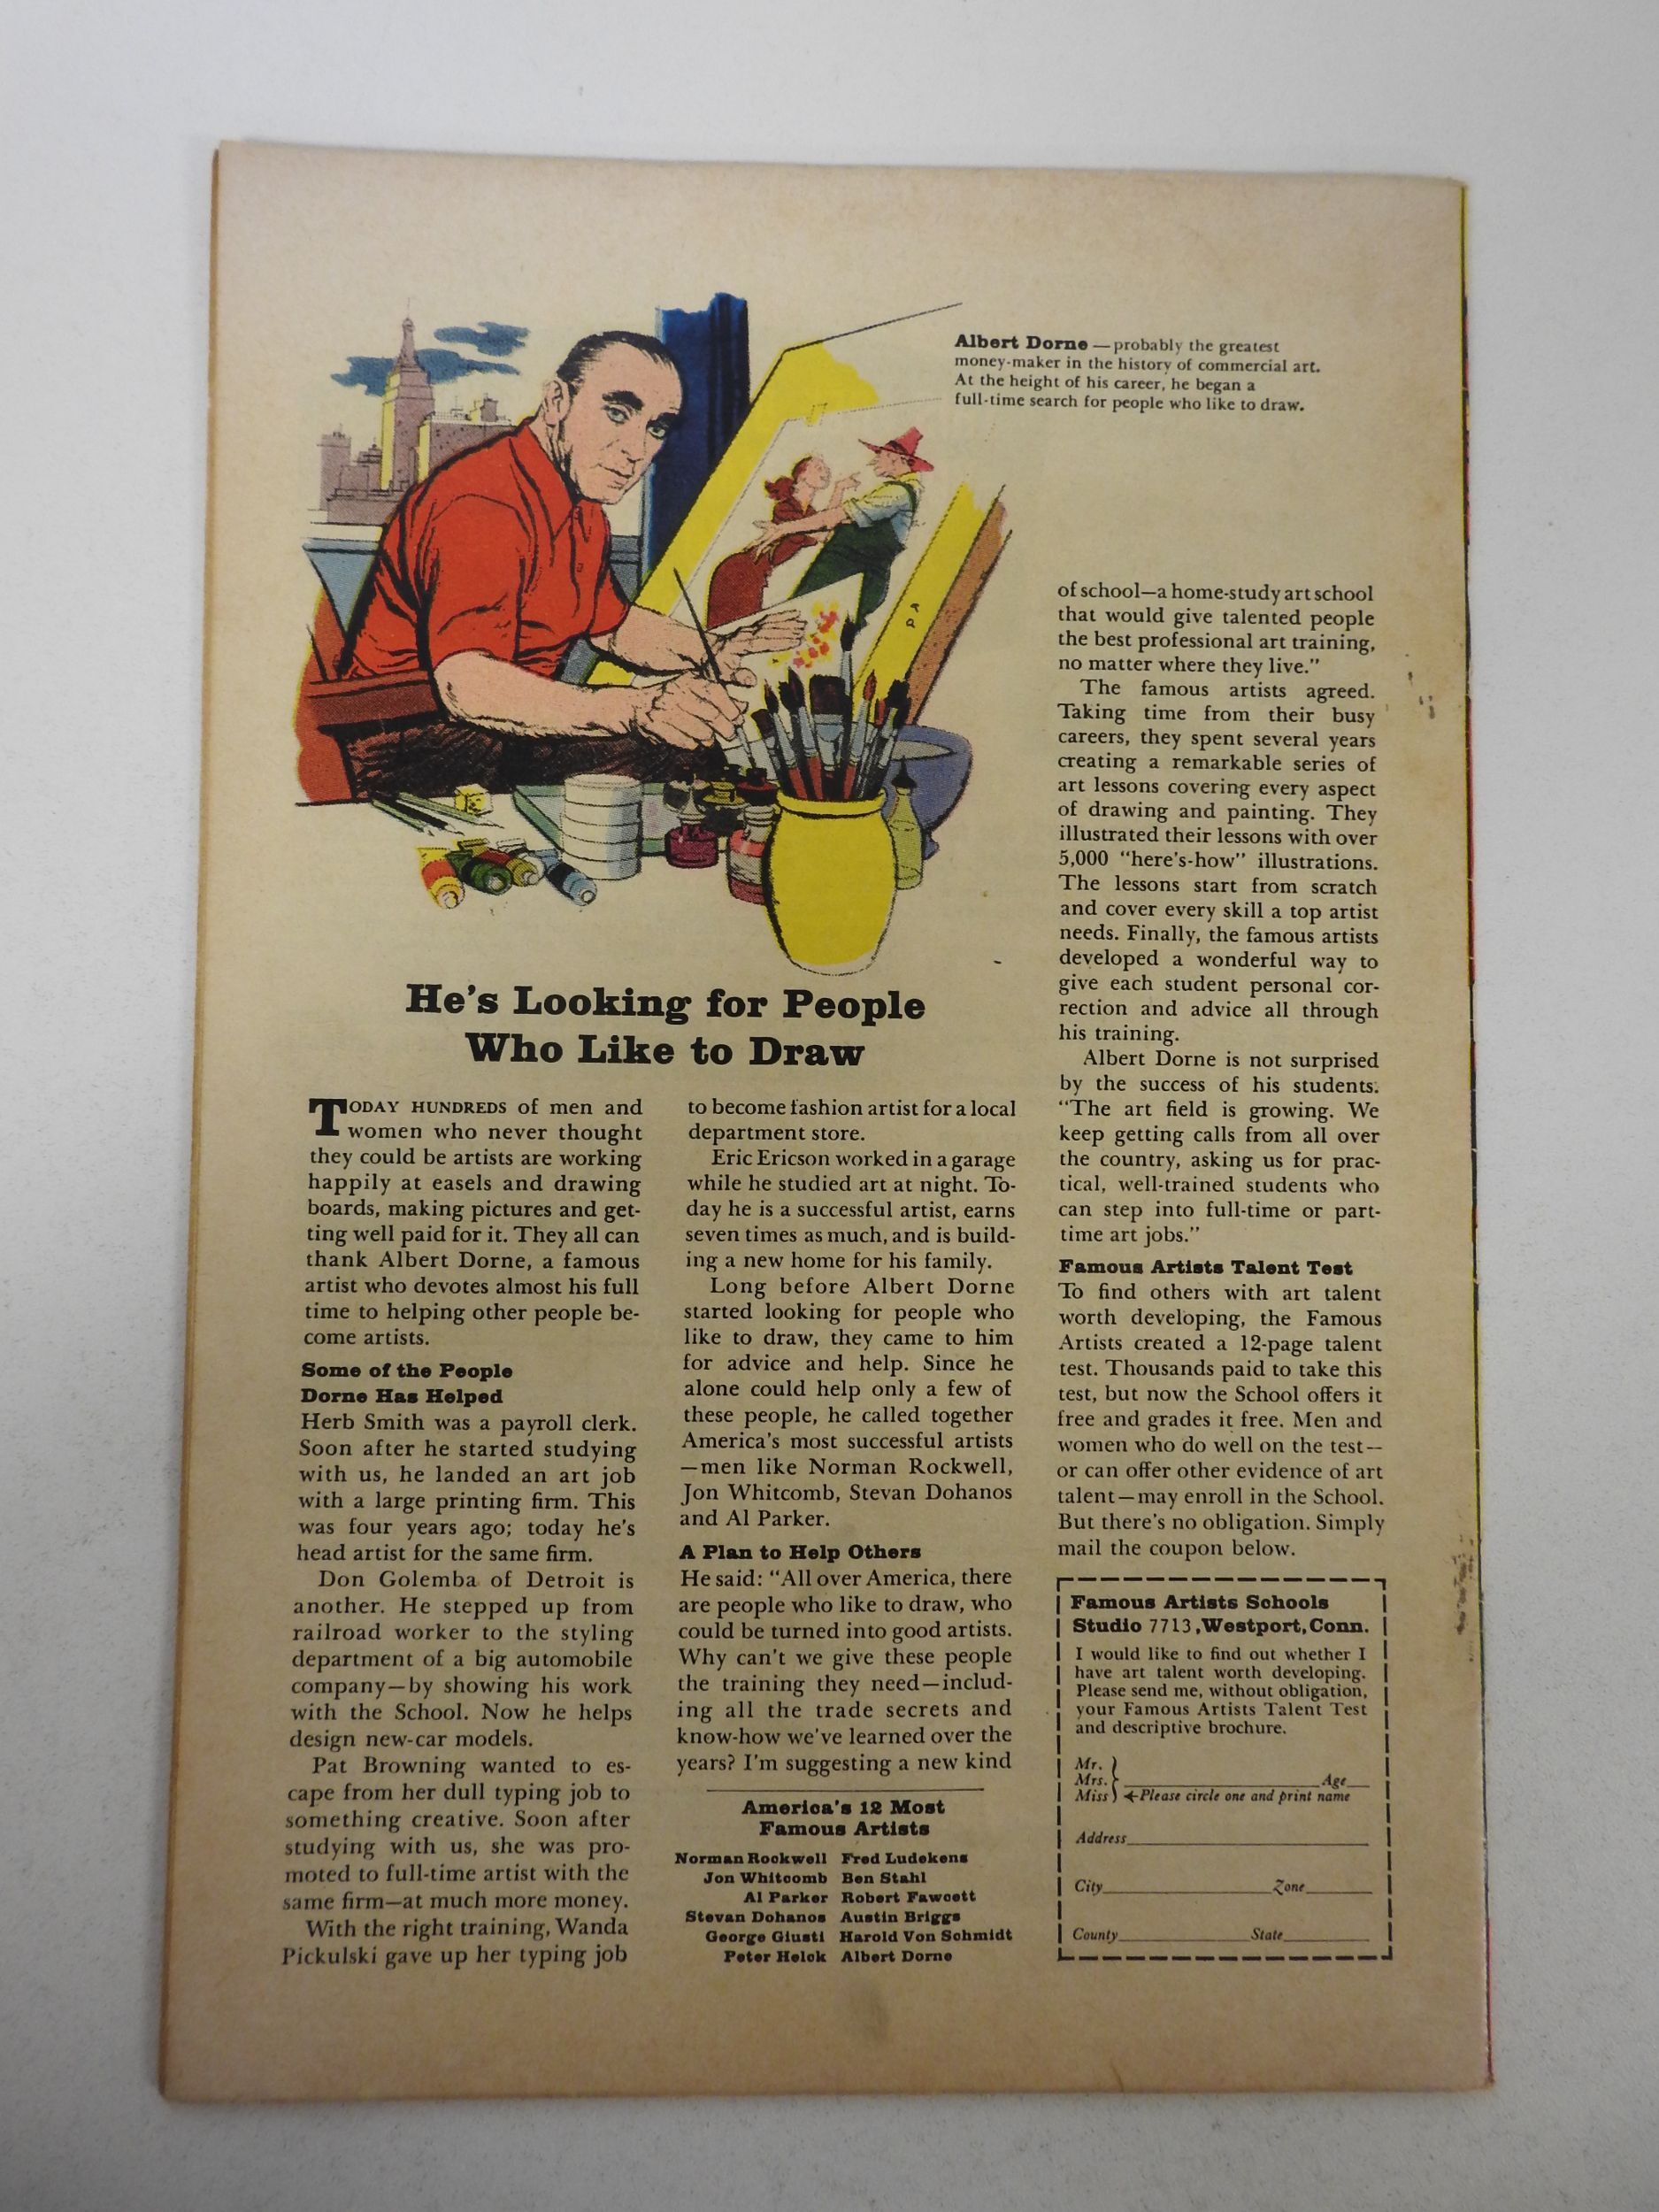 Albert Dorne — probably the greatest
money-maker in the history of commercial art.
At the height of his career, he began a
full-time search for people who like to draw.
He's Looking for People
Who Like to Draw
TODAY HUNDREDS of men and
women who never thought
they could be artists are working
happily at easels and drawing
boards, making pictures and get-
ting well paid for it. They all can
thank Albert Dorne, a famous
artist who devotes almost his full
time to helping other people be-
come artists.
Some of the People
Dorne Has Helped
Herb Smith was a payroll clerk.
Soon after he started studying
with us, he landed an art job
with a large printing firm. This
was four years ago; today he's
head artist for the same firm.
Don Golemba of Detroit is
another. He stepped up from
railroad worker to the styling
department of a big automobile
company—by showing his work
with the School. Now he helps
design new-car models.
Pat Browning wanted to es-
cape from her dull typing job to
something creative. Soon after
studying with us, she was pro-
moted to full-time artist with the
same firm—at much more money.
With the right training, Wanda
Pickulski gave up her typing job
to become fashion artist for a local
department store.
Eric Ericson worked in a garage
while he studied art at night. To-
day he is a successful artist, earns
seven times as much, and is build-
ing a new home for his family.
Long before Albert Dorne
started looking for people who
like to draw, they came to him
for advice and help. Since he
alone could help only a few of
these people, he called together
America's most successful artists
—men like Norman Rockwell,
Jon Whitcomb, Stevan Dohanos
and Al Parker.
A Plan to Help Others
He said: "All over America, there
are people who like to draw, who
could be turned into good artists.
Why can't we give these people
the training they need—includ-
ing all the trade secrets and
know-how we've learned over the
years? I'm suggesting a new kind
America's 12 Most
Famous Artists
Norman Rockwell Fred Ludekens
Jon Whitcomb Ben Stahl
Al Parker Robert Fawcett
Stevan Dohanos Austin Briggs
George Giusti Harold Von Schmidt
Peter Helck Albert Dorne
of school—a home-study art school
that would give talented people
the best professional art training,
no matter where they live."
The famous artists agreed.
Taking time from their busy
careers, they spent several years
creating a remarkable series of
art lessons covering every aspect
of drawing and painting. They
illustrated their lessons with over
5,000 "here's-how" illustrations.
The lessons start from scratch
and cover every skill a top artist
needs. Finally, the famous artists
developed a wonderful way to
give each student personal cor-
rection and advice all through
his training.
Albert Dorne is not surprised
by the success of his students.
"The art field is growing. We
keep getting calls from all over
the country, asking us for prac-
tical, well-trained students who
can step into full-time or part-
time art jobs."
Famous Artists Talent Test
To find others with art talent
worth developing, the Famous
Artists created a 12-page talent
test. Thousands paid to take this
test, but now the School offers it
free and grades it free. Men and
women who do well on the test—
or can offer other evidence of art
talent—may enroll in the School.
But there's no obligation. Simply
mail the coupon below.
Famous Artists Schools
Studio 7713, Westport, Conn.
I would like to find out whether I
have art talent worth developing.
Please send me, without obligation,
your Famous Artists Talent Test
and descriptive brochure.
Mr.
Mrs. Age
Miss ←Please circle one and print name
Address
City Zone
County State